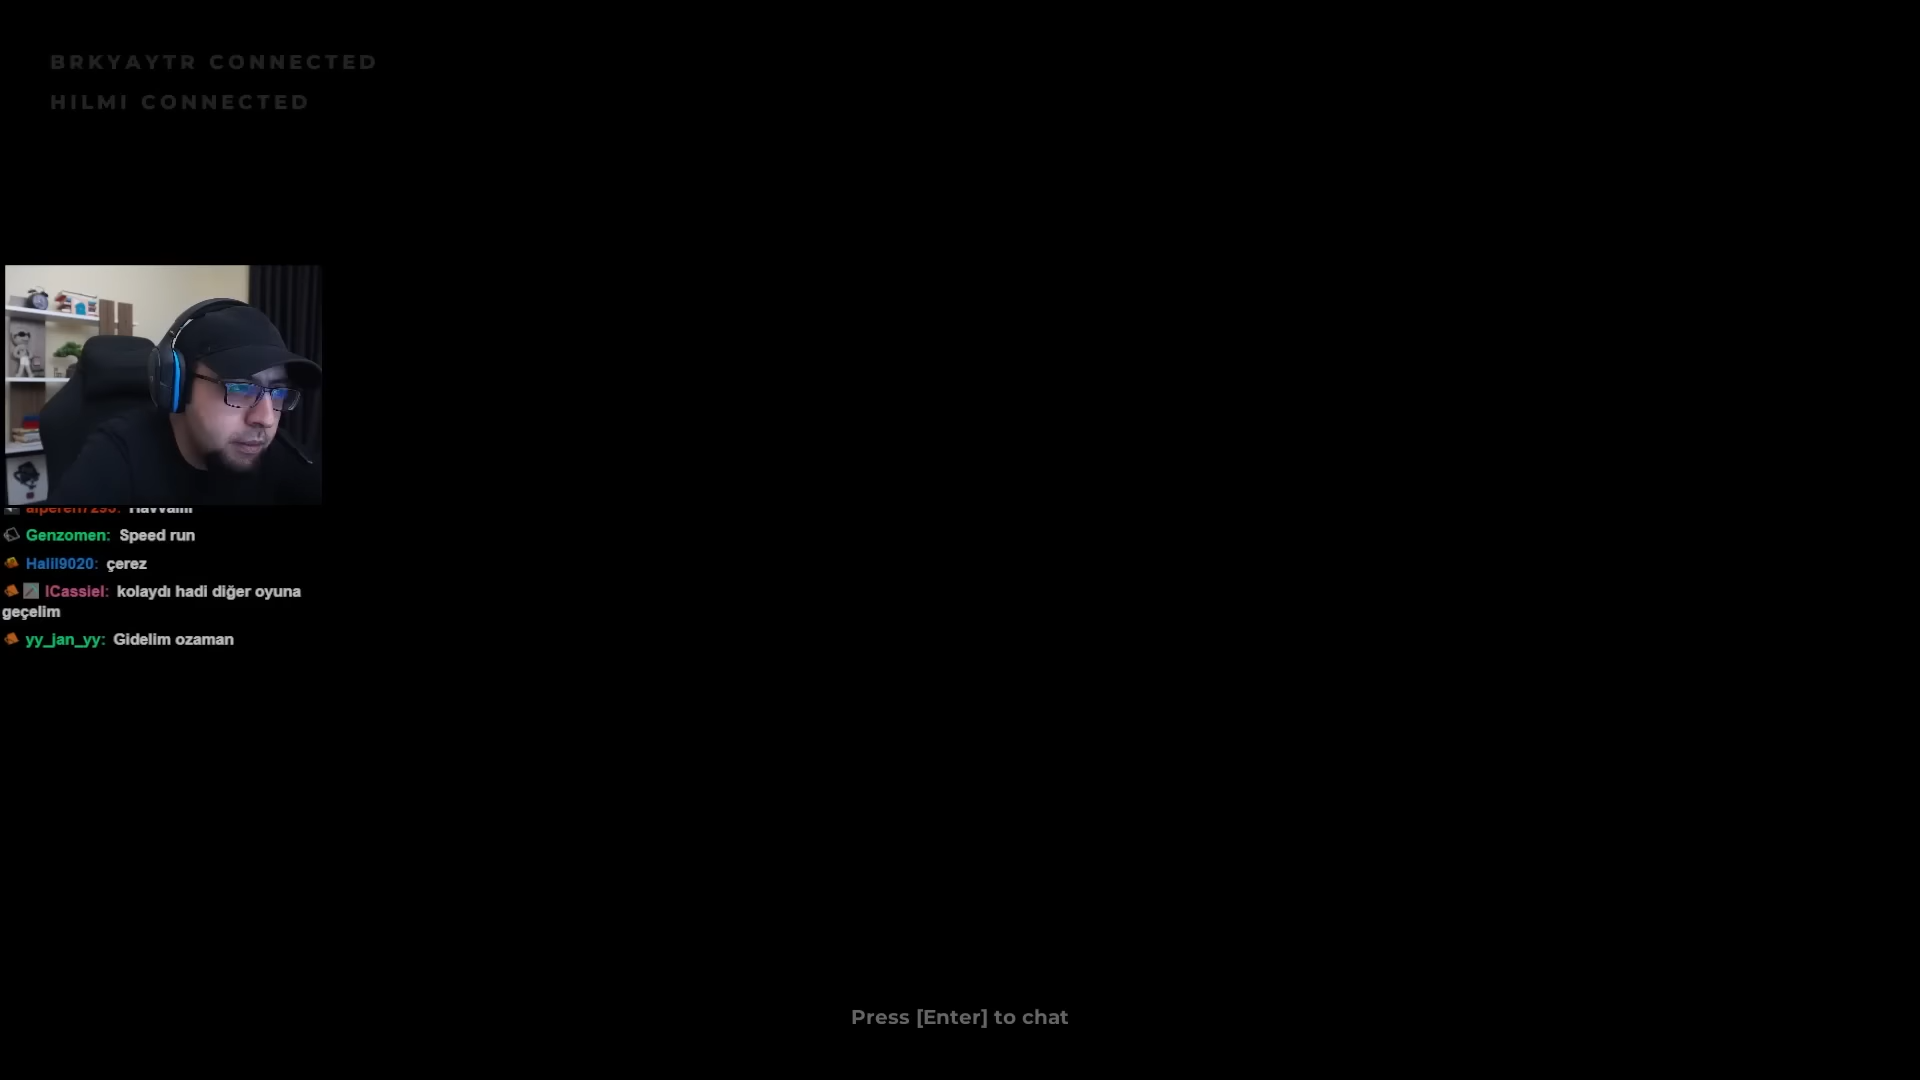 BRKYAYTR CONNECTED
HILMI CONNECTED
Genzomen: Speed run
Halil9020: çerez
ICassiel: kolaydı hadi diğer oyuna
geçelim
yy_jan_yy: Gidelim ozaman
Press [Enter] to chat